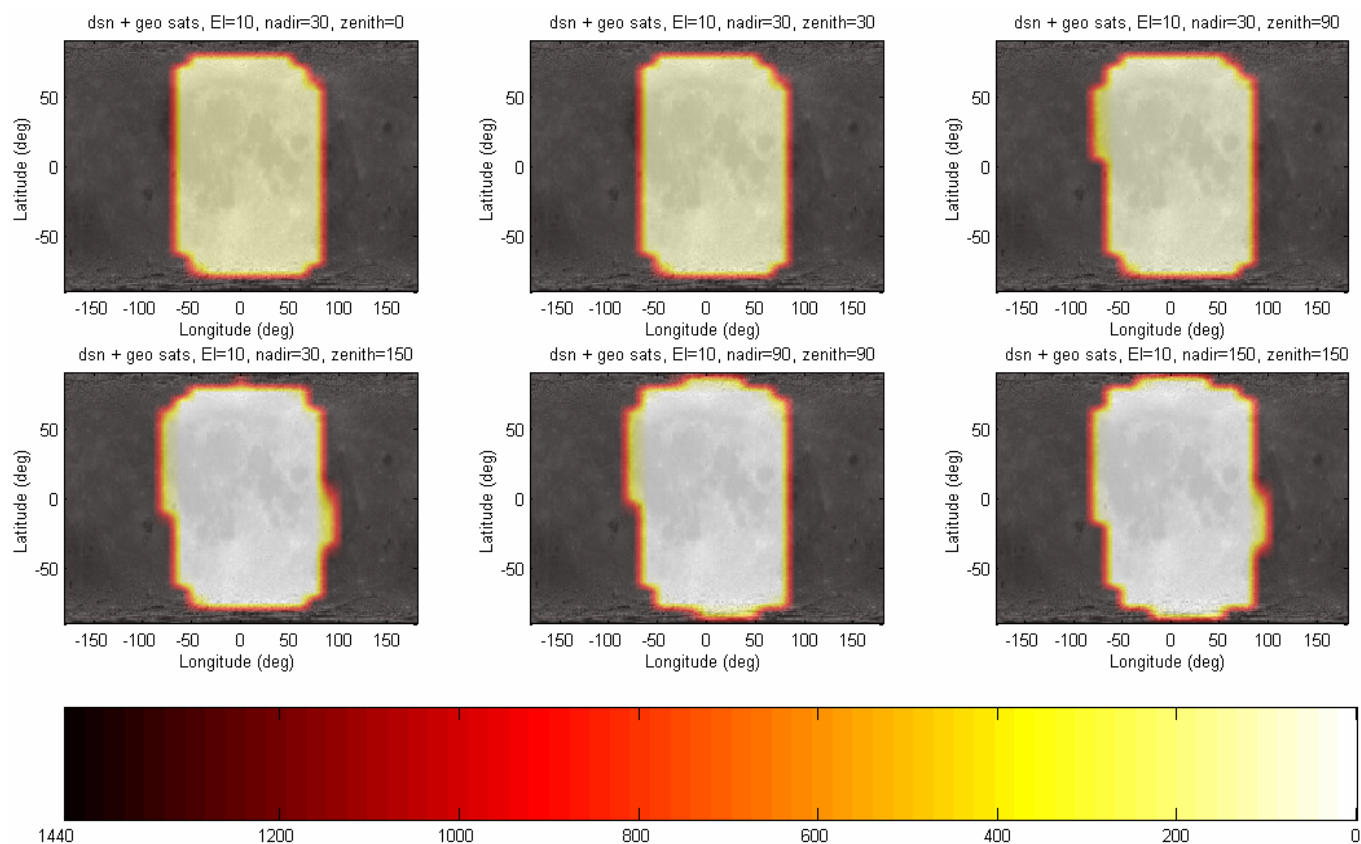 dsn + geo sats, El=10, nadir=30, zenith=0
dsn + geo sats, El=10, nadir=30, zenith=30
dsn + geo sats, El=10, nadir=30, zenith=90
Latitude (deg)
50
0
-50
-150 -100 -50 0 50 100 150
Longitude (deg)
Latitude (deg)
50
0
-50
-150 -100 -50 0 50 100 150
Longitude (deg)
Latitude (deg)
50
0
-50
-150 -100 -50 0 50 100 150
Longitude (deg)
dsn + geo sats, El=10, nadir=30, zenith=150
dsn + geo sats, El=10, nadir=90, zenith=90
dsn + geo sats, El=10, nadir=150, zenith=150
Latitude (deg)
50
0
-50
-150 -100 -50 0 50 100 150
Longitude (deg)
Latitude (deg)
50
0
-50
-150 -100 -50 0 50 100 150
Longitude (deg)
Latitude (deg)
50
0
-50
-150 -100 -50 0 50 100 150
Longitude (deg)
1440 1200 1000 800 600 400 200 0